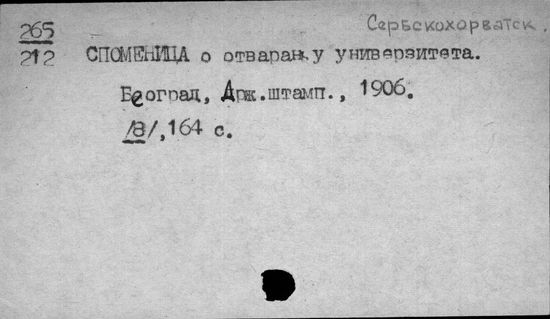 265
212
Сербскохорватск.
СПОМЕНИЦА о отварању универзитета.
Београд, Држ.штамп., 1906.
/8/,164 с.